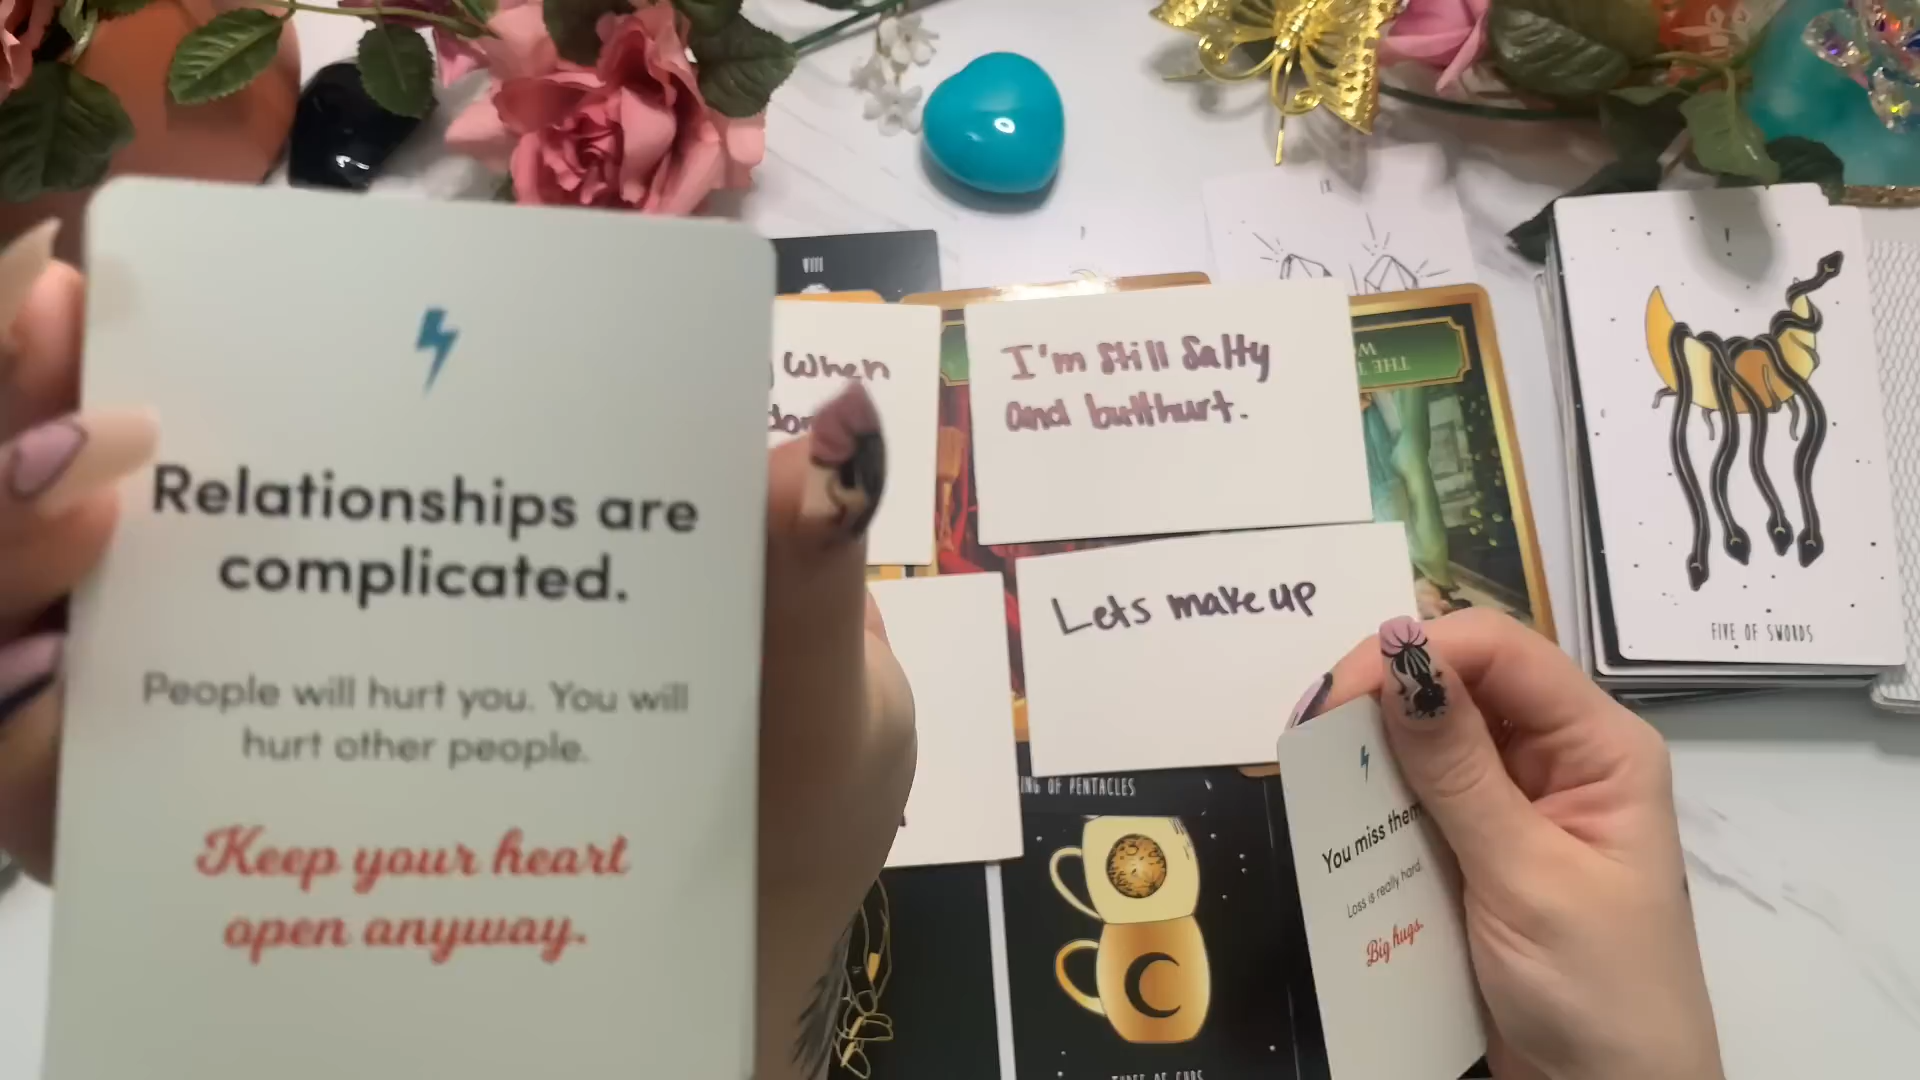 Relationships are
complicated.
People will hurt you. You will
hurt other people.
Keep your heart
open anyway.
VIII
When
I'm Still Salty
and butthurt.
Lets make up
THE
OF PENTACLES
You miss them
Loss is really hard.
Big hugs.
FIVE OF SWORDS